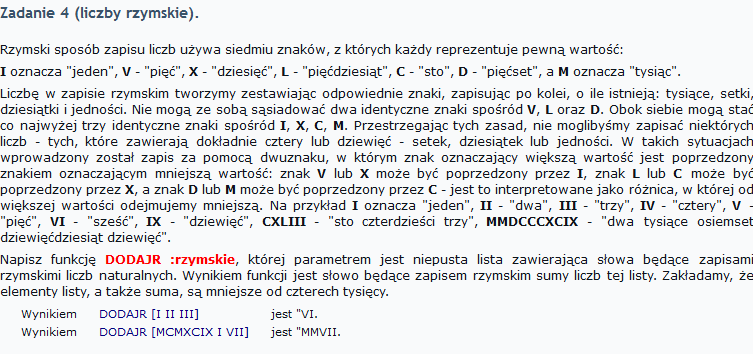 Zadanie 4 (liczby rzymskie).
Rzymski sposób zapisu liczb używa siedmiu znaków, z których każdy reprezentuje pewną wartość:
I oznacza "jeden", V - "pięć", X - "dziesięć", L - "pięćdziesiąt", C - "sto", D - "pięćset", a M oznacza "tysiąc".
Liczbę w zapisie rzymskim tworzymy zestawiając odpowiednie znaki, zapisując po kolei, o ile istnieją: tysiące, setki,
dziesiątki i jedności. Nie mogą ze sobą sąsiadować dwa identyczne znaki spośród V, L oraz D. Obok siebie mogą stać
co najwyżej trzy identyczne znaki spośród I, X, C, M. Przestrzegając tych zasad, nie moglibyśmy zapisać niektórych
liczb - tych, które zawierają dokładnie cztery lub dziewięć - setek, dziesiątek lub jedności. W takich sytuacjach
wprowadzony został zapis za pomocą dwuznaku, w którym znak oznaczający większą wartość jest poprzedzony
znakiem oznaczającym mniejszą wartość: znak V lub X może być poprzedzony przez I, znak L lub C może być
poprzedzony przez X, a znak D lub M może być poprzedzony przez C - jest to interpretowane jako różnica, w której od
większej wartości odejmujemy mniejszą. Na przykład I oznacza "jeden", II - "dwa", III - "trzy", IV - "cztery", V -
"pięć", VI - "sześć", IX - "dziewięć", CXLIII - "sto czterdzieści trzy", MMDCCCXCIX - "dwa tysiące osiemset
dziewięćdziesiąt dziewięć".
Napisz funkcję DODAJR :rzymskie, której parametrem jest niepusta lista zawierająca słowa będące zapisami
rzymskimi liczb naturalnych. Wynikiem funkcji jest słowo będące zapisem rzymskim sumy liczb tej listy. Zakładamy, że
elementy listy, a także suma, są mniejsze od czterech tysięcy.
Wynikiem DODAJR [I II III] jest "VI.
Wynikiem DODAJR [MCMXCIX I VII] jest "MMVII.